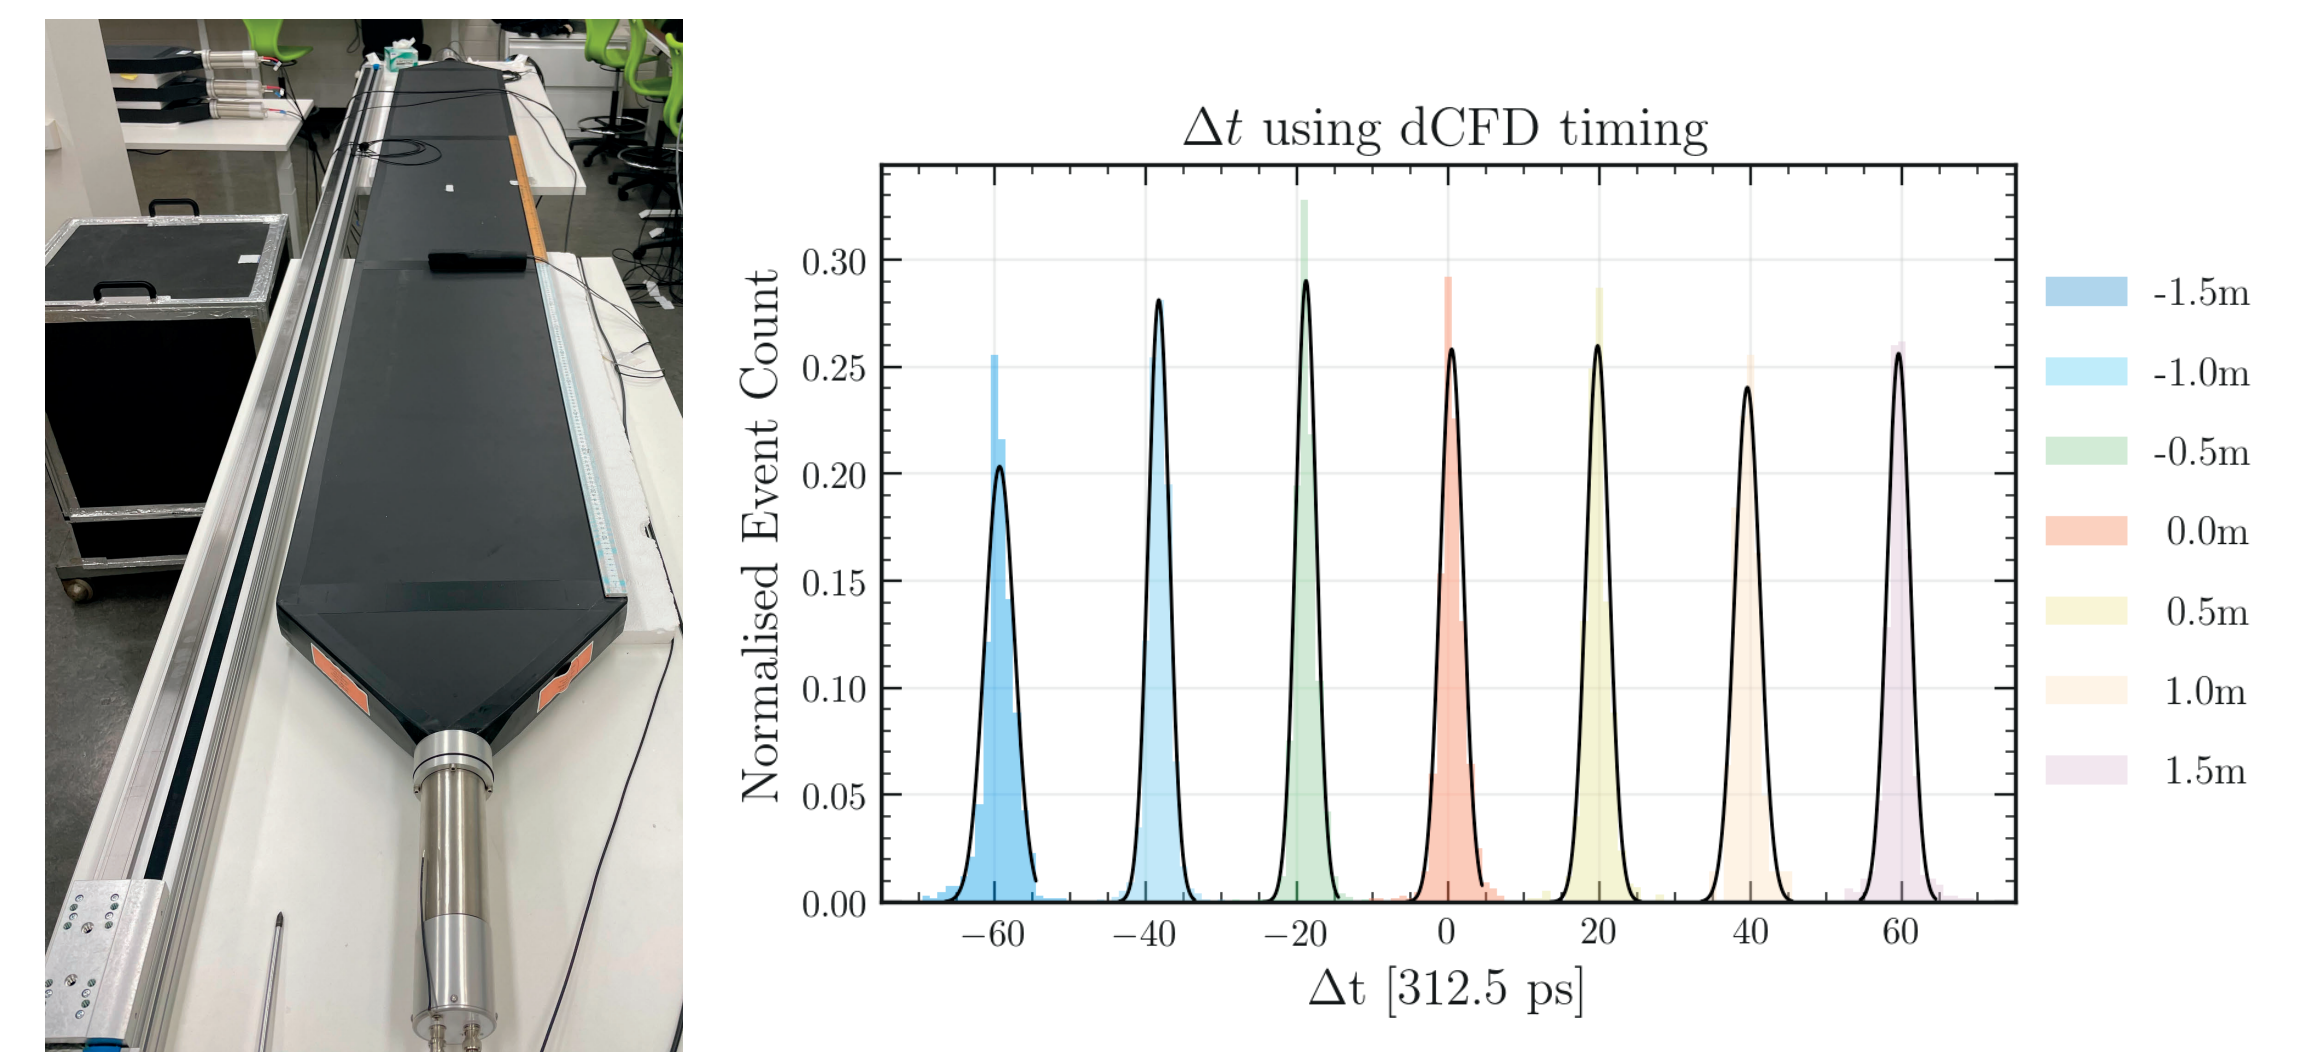 Δt using dCFD timing
Normalised Event Count
0.30
0.25
0.20
0.15
0.10
0.05
0.00
−60 −40 −20 0 20 40 60
Δt [312.5 ps]
-1.5m
-1.0m
-0.5m
0.0m
0.5m
1.0m
1.5m